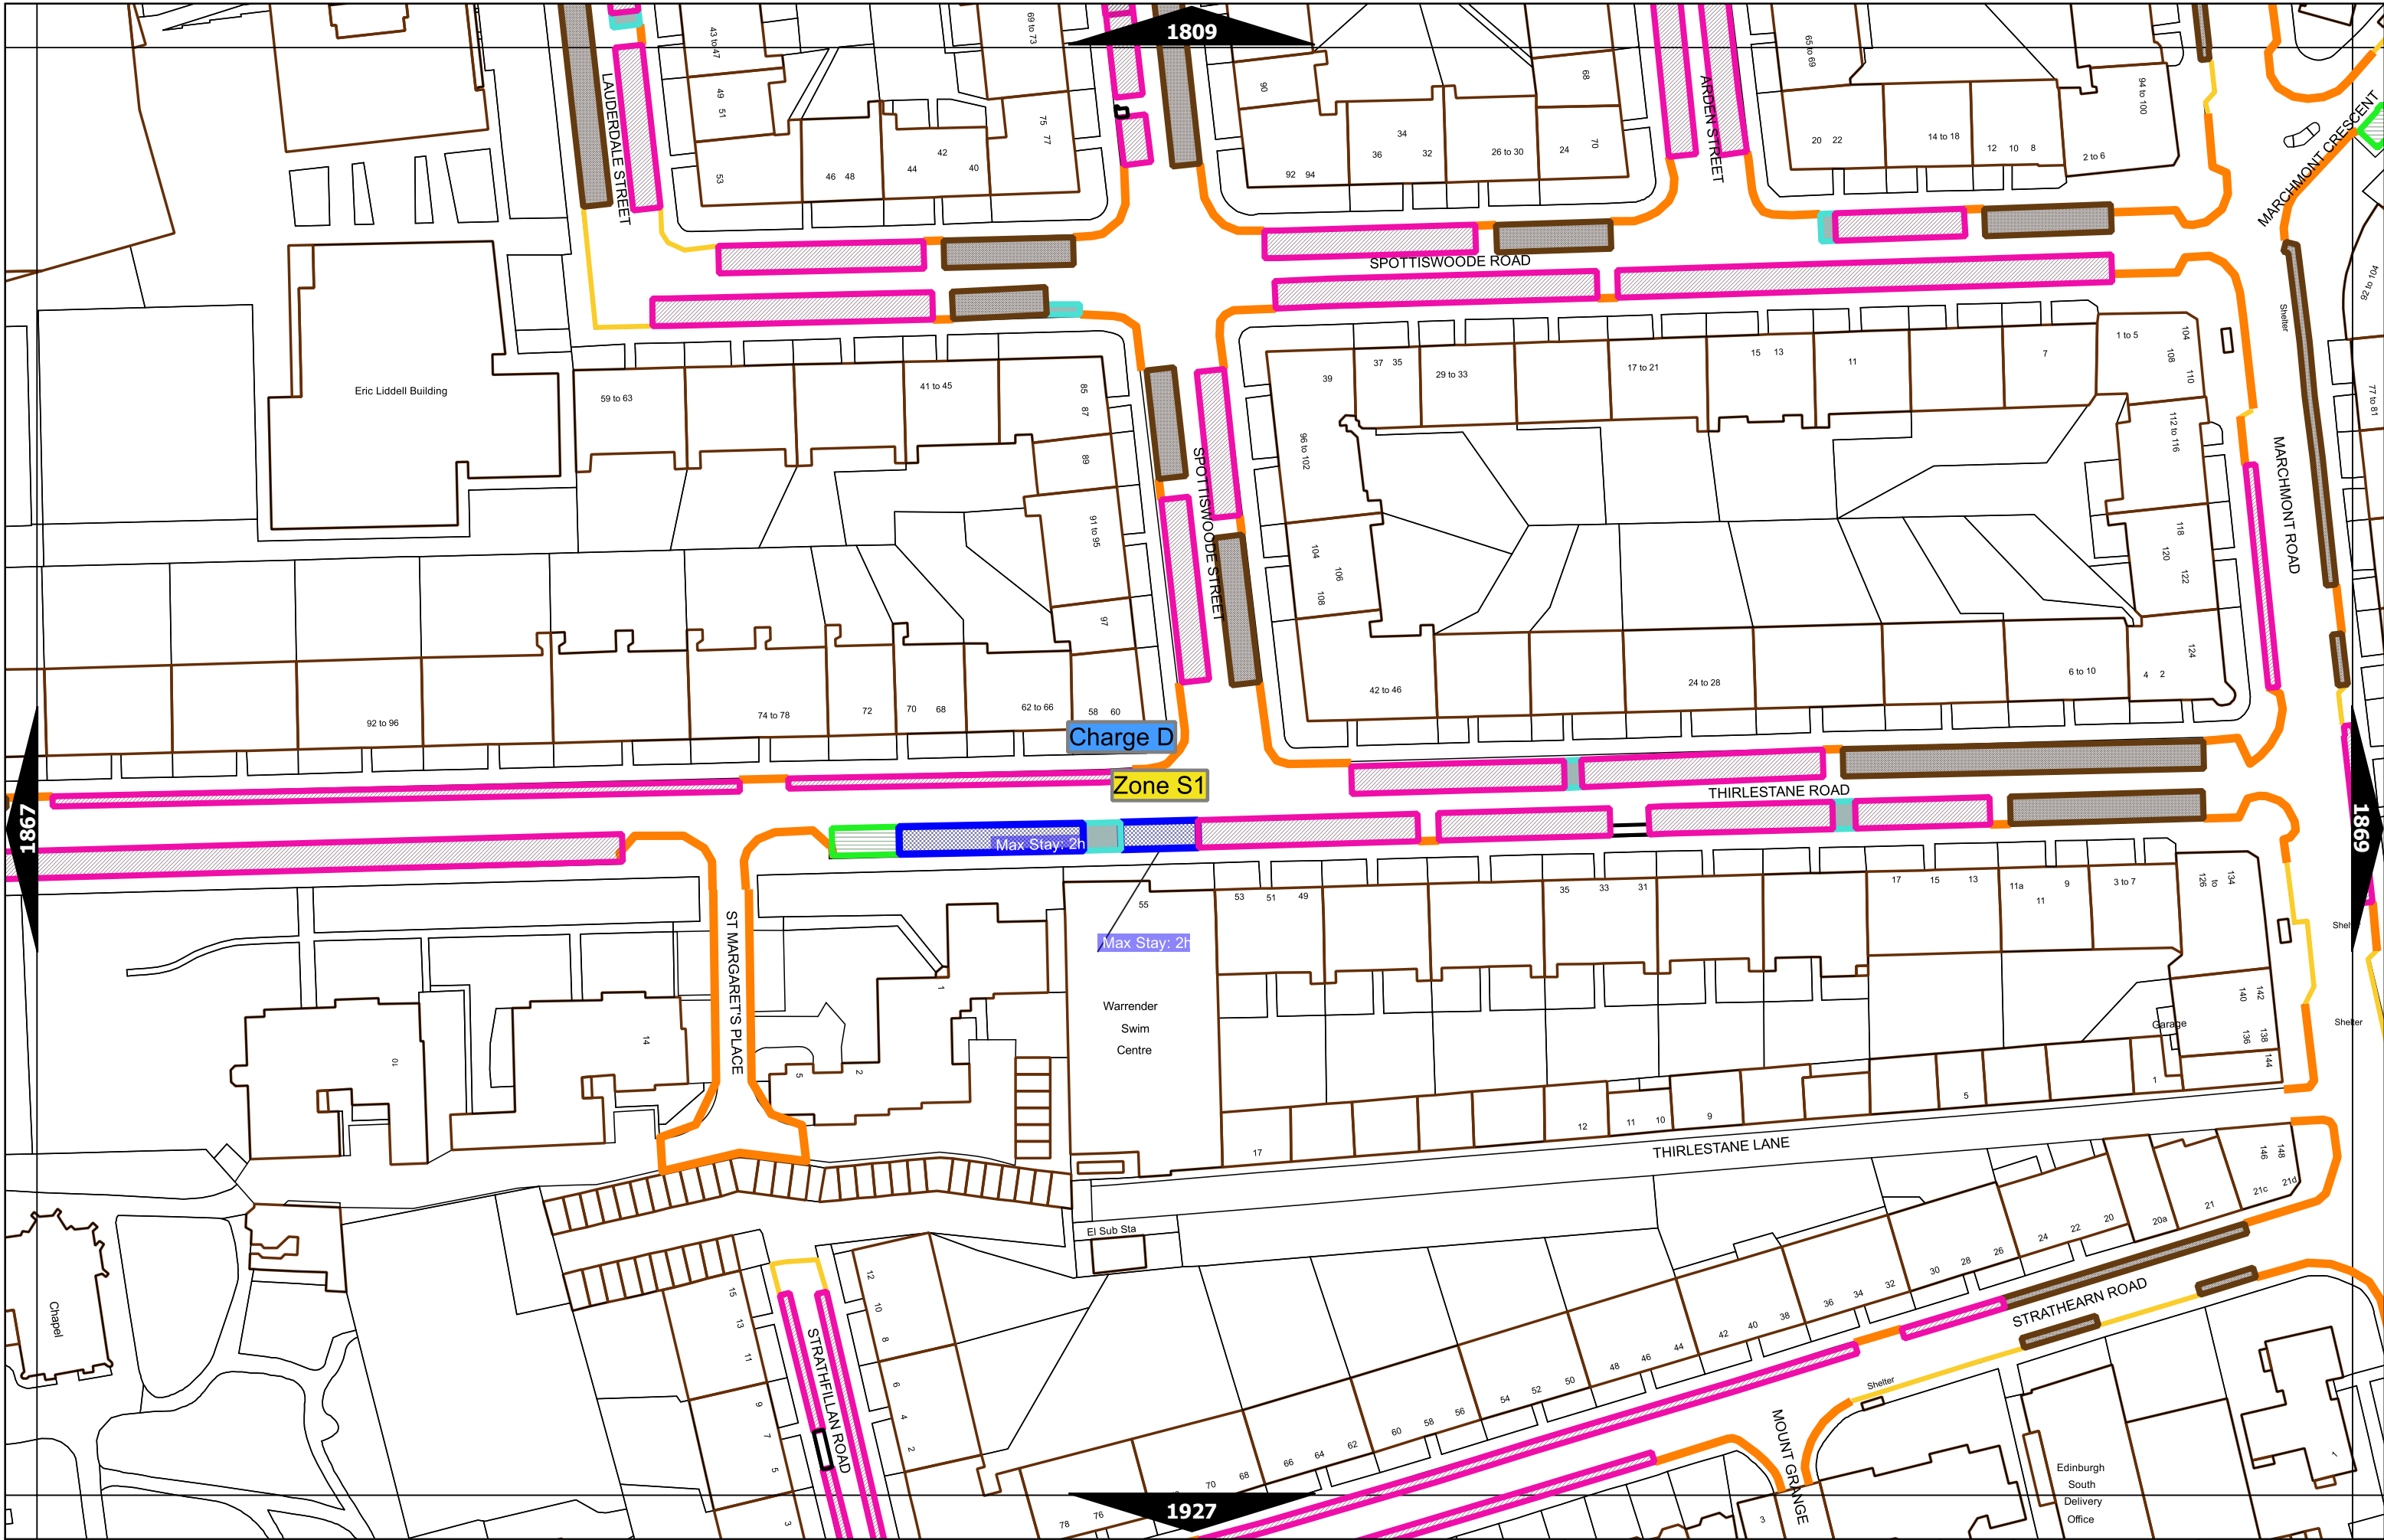 1809
43 to 47
69 to 73
65 to 69
49 51
90
68
94 to 100
LAUDERDALE STREET
ARDEN STREET
MARCHMONT CRESCENT
75 77
34
70
20 22
14 to 18
12 10 8
2 to 6
42
44
40
36
32
26 to 30
24
53
46 48
92 94
SPOTTISWOODE ROAD
92 to 104
Shelter
Eric Liddell Building
59 to 63
41 to 45
85 87
39
37 35
29 to 33
17 to 21
15 13
11
7
1 to 5
104
108
110
77 to 81
89
96 to 102
112 to 116
SPOTTISWOODE STREET
MARCHMONT ROAD
91 to 95
104
106
108
118
120
122
97
92 to 96
74 to 78
72
70 68
62 to 66
58 60
42 to 46
24 to 28
6 to 10
4 2
124
Charge D
Zone S1
THIRLESTANE ROAD
1867
1869
Max Stay: 2h
Max Stay: 2h
55
53 51 49
35 33 31
17 15 13
11a
11
9
3 to 7
126 to 134
ST MARGARET'S PLACE
Warrender
Swim
Centre
1
10
14
5
2
140 142
136 138
144
Garage
Shelter
17
12
11 10
9
5
1
THIRLESTANE LANE
El Sub Sta
146 148
21c 21d
21
20a
20
22
24
26
28
30
32
34
36
38
40
42
44
46
48
50
52
54
56
58
60
62
64
66
68
70
76
78
STRATHEARN ROAD
Chapel
15
13
11
9
7
5
3
12
10
8
6
4
2
STRATHFILLAN ROAD
Shelter
MOUNT GRANGE
3
Edinburgh
South
Delivery
Office
1
1927